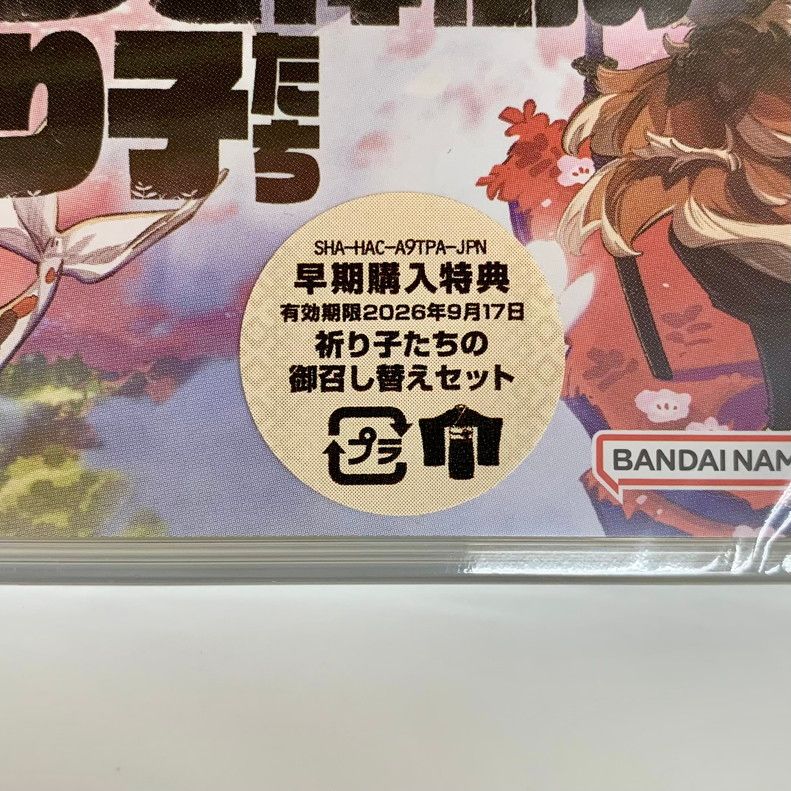 り子たち
SHA-HAC-A9TPA-JPN
早期購入特典
有効期限2026年9月17日
祈り子たちの
御召し替えセット
プラ
BANDAI NAM